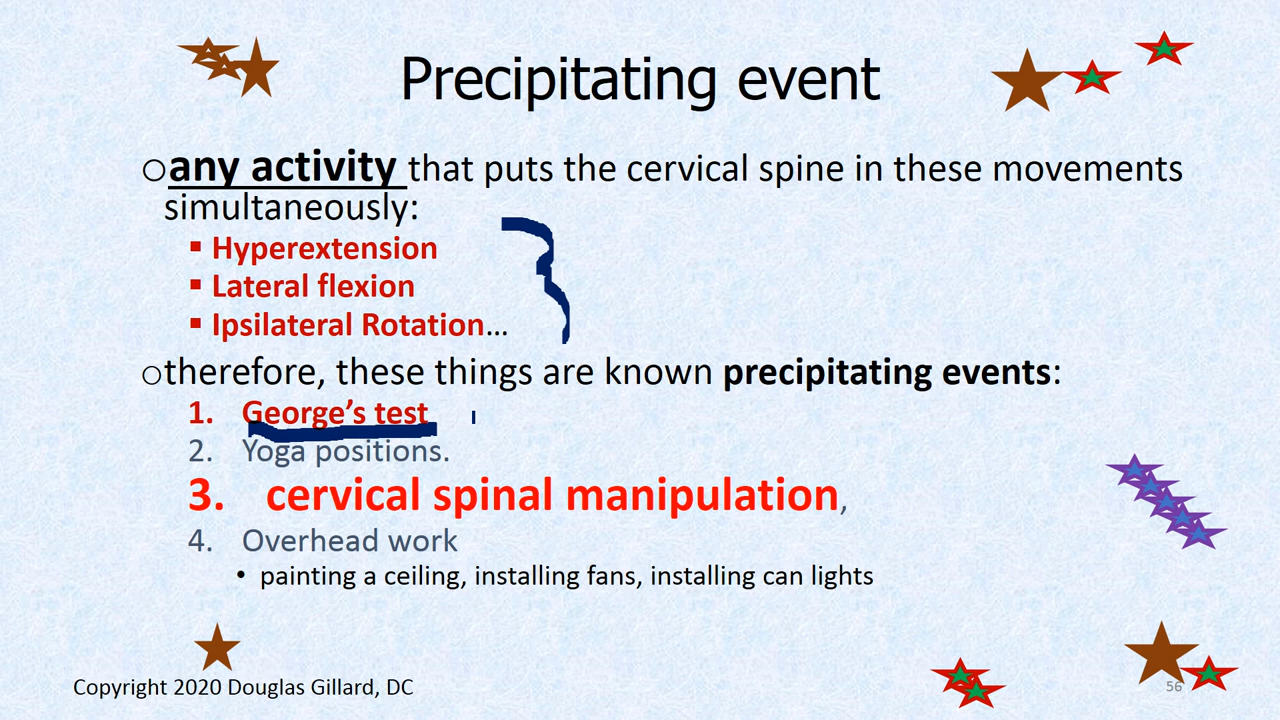 Precipitating event
any activity that puts the cervical spine in these movements
simultaneously:
Hyperextension
Lateral flexion
Ipsilateral Rotation...
therefore, these things are known precipitating events:
1. George's test
2. Yoga positions.
3. cervical spinal manipulation,
4. Overhead work
• painting a ceiling, installing fans, installing can lights
Copyright 2020 Douglas Gillard, DC
56